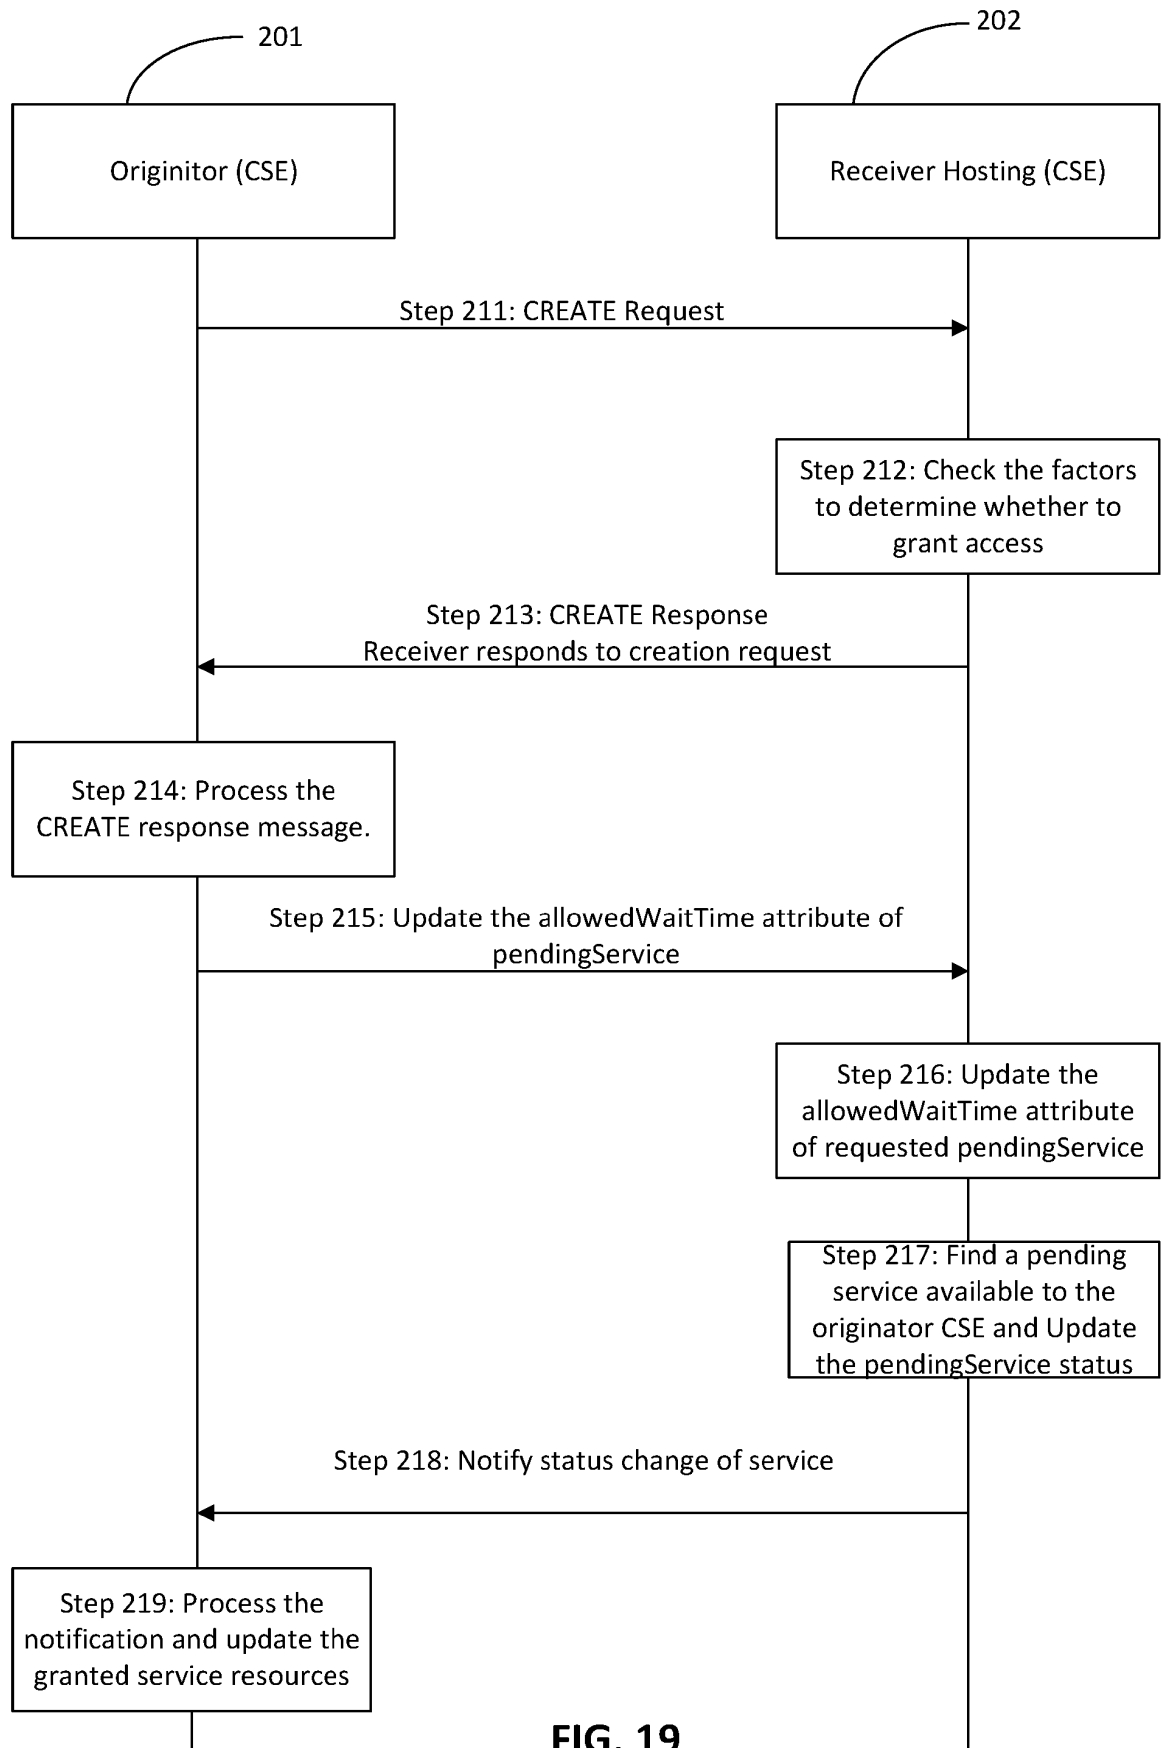 201
202
Originitor (CSE)
Receiver Hosting (CSE)
Step 211: CREATE Request
Step 212: Check the factors
to determine whether to
grant access
Step 213: CREATE Response
Receiver responds to creation request
Step 214: Process the
CREATE response message.
Step 215: Update the allowedWaitTime attribute of
pendingService
Step 216: Update the
allowedWaitTime attribute
of requested pendingService
Step 217: Find a pending
service available to the
originator CSE and Update
the pendingService status
Step 218: Notify status change of service
Step 219: Process the
notification and update the
granted service resources
FIG. 19